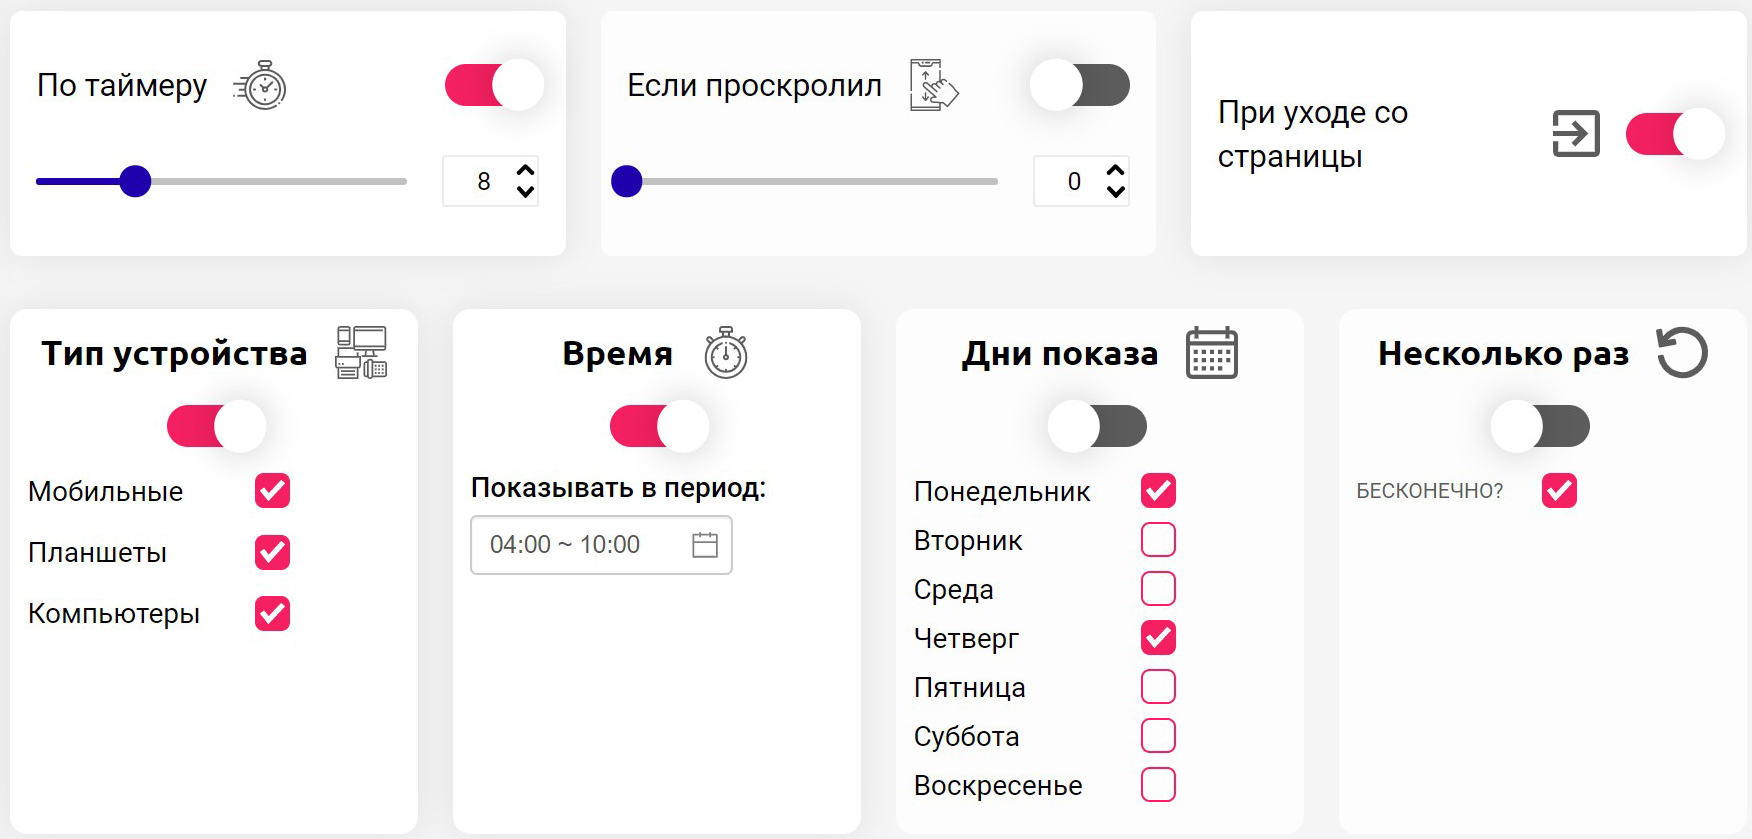 По таймеру
8
Если проскролил
0
При уходе со
страницы
Тип устройства
Мобильные
Планшеты
Компьютеры
Время
Показывать в период:
04:00 ~ 10:00
Дни показа
Понедельник
Вторник
Среда
Четверг
Пятница
Суббота
Воскресенье
Несколько раз
БЕСКОНЕЧНО?